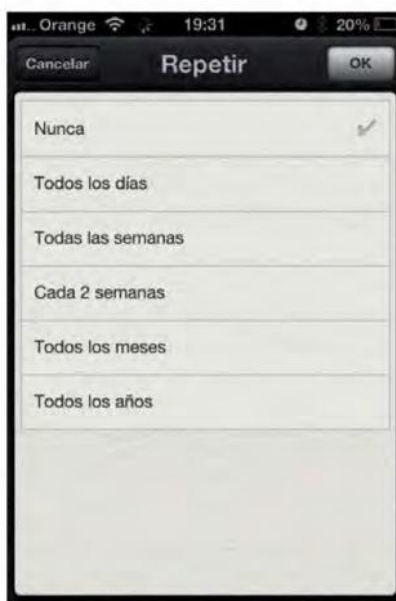 Orange 19:31 20%
Cancelar Repetir OK
Nunca
Todos los días
Todas las semanas
Cada 2 semanas
Todos los meses
Todos los años